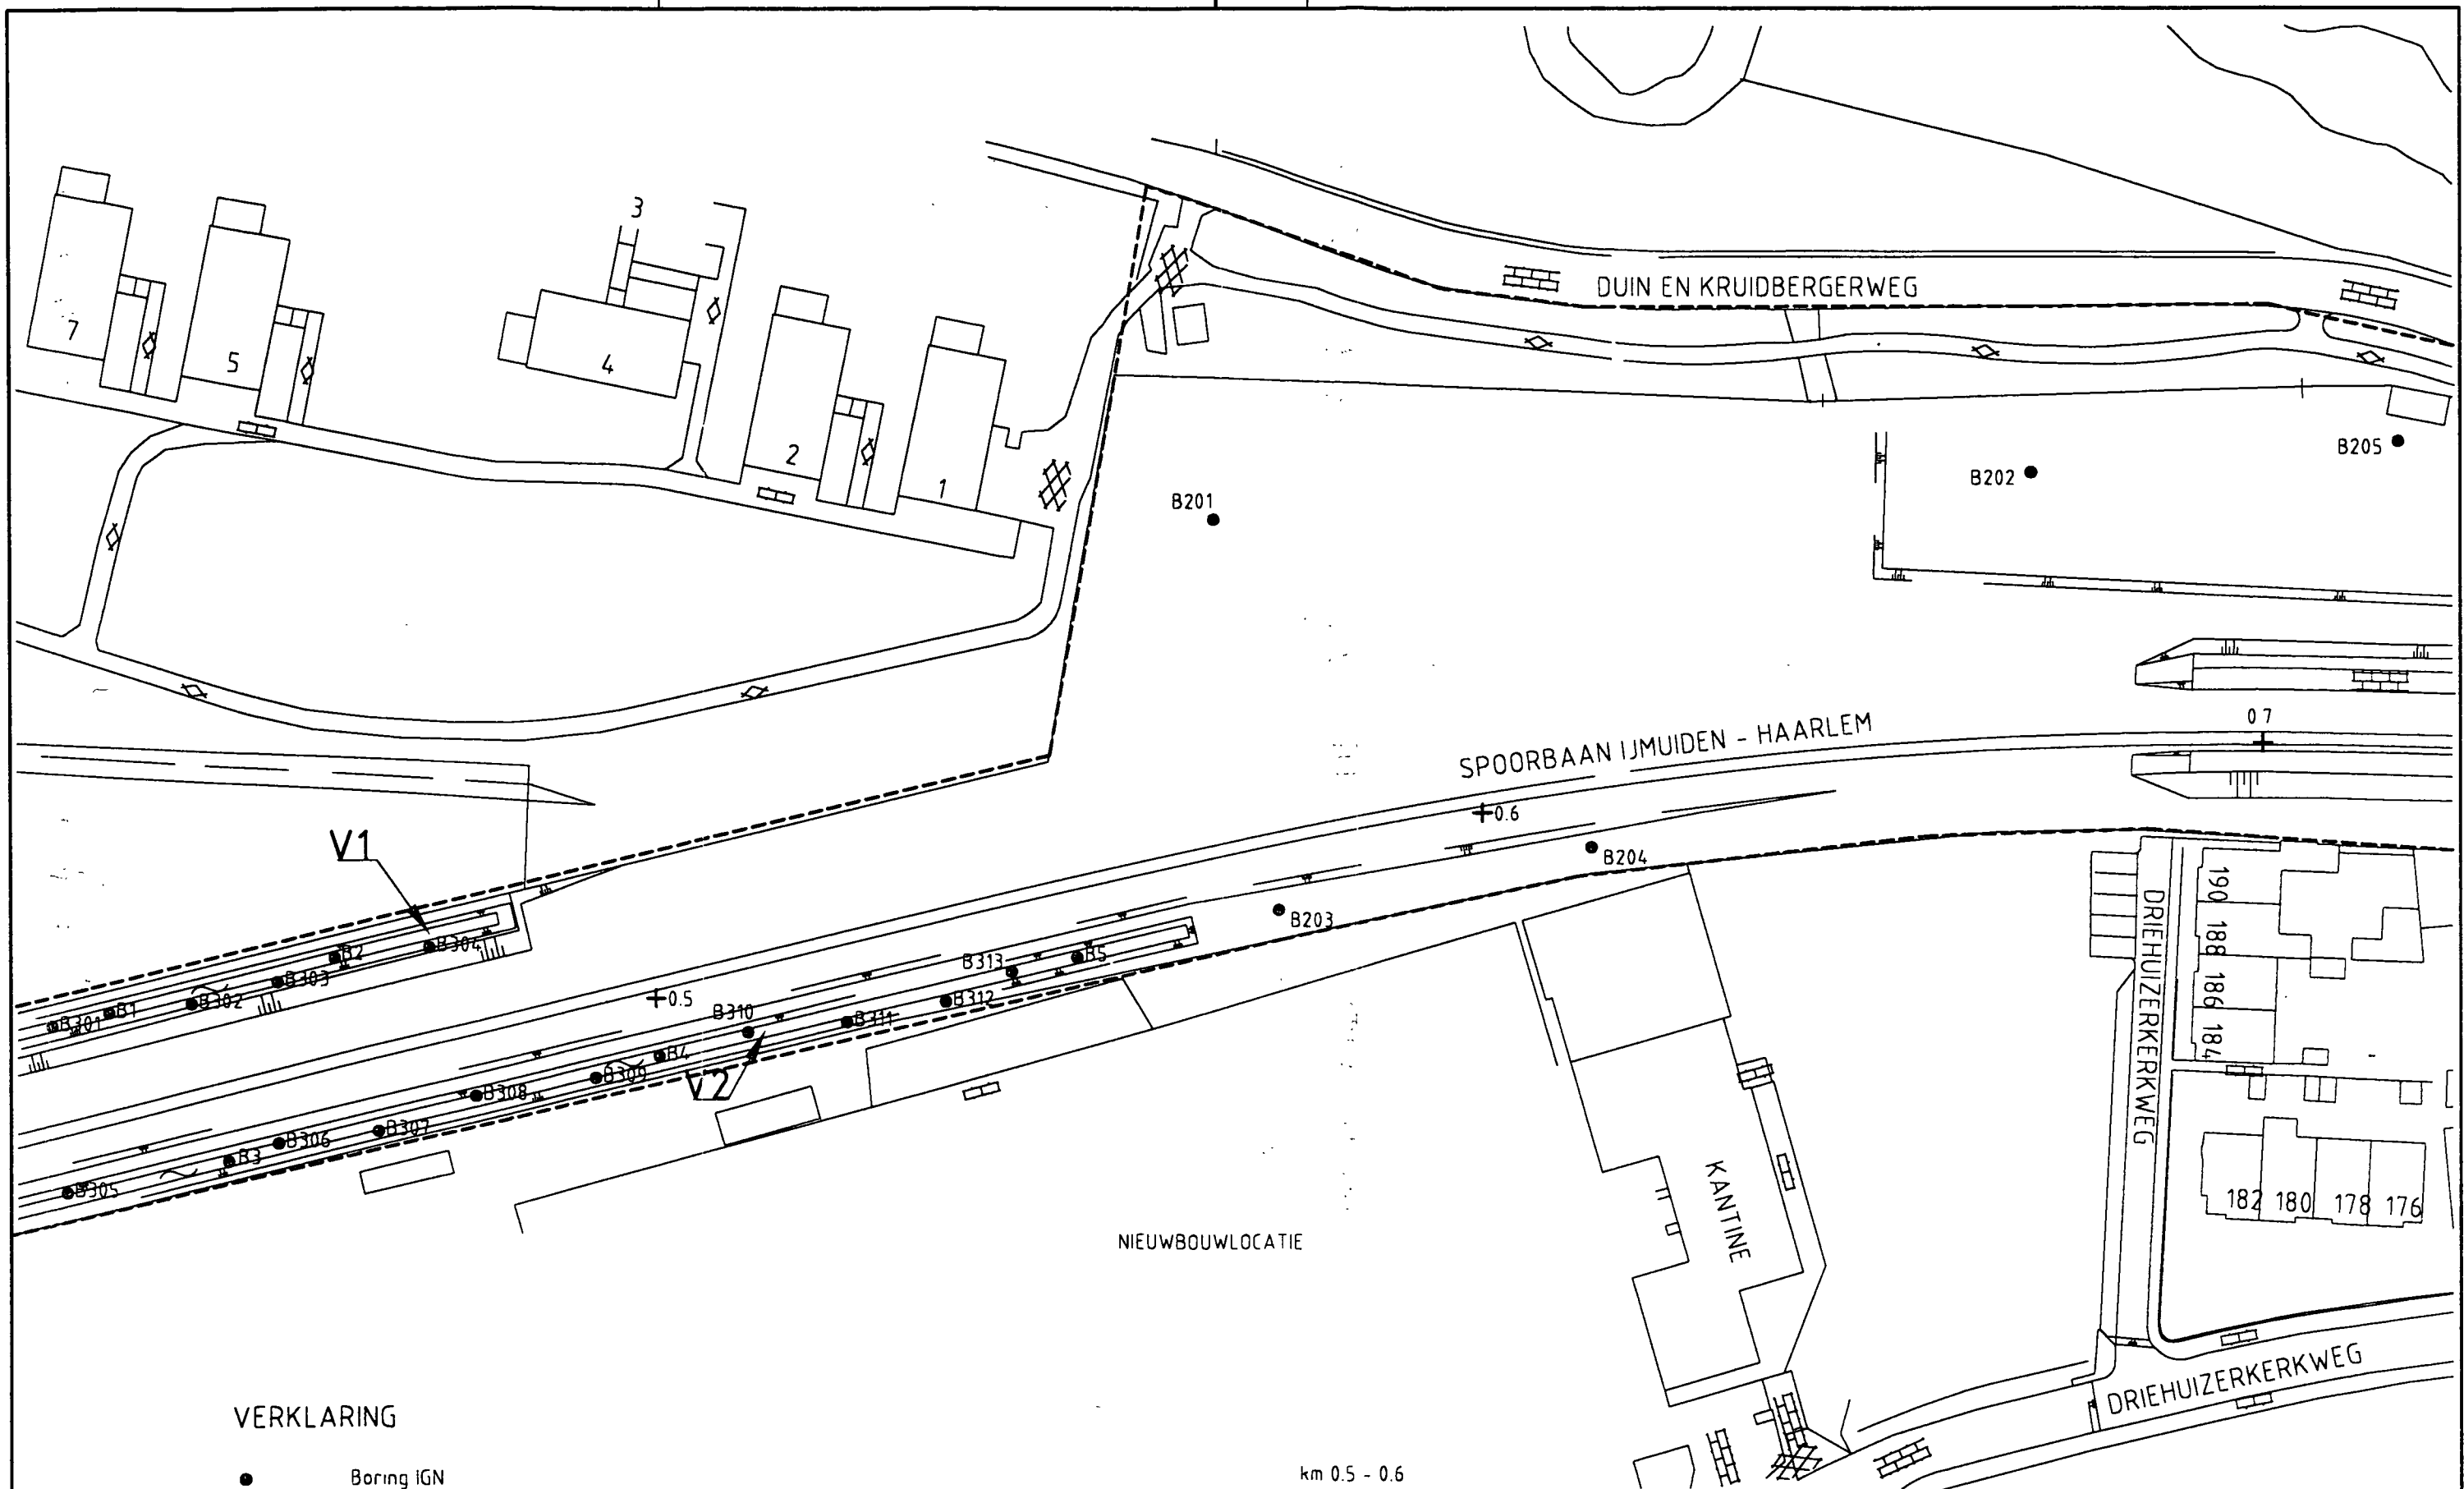 3
DUIN EN KRUIDBERGERWEG
7
5
4
2
1
B205
B202
B201
0 7
SPOORBAAN IJMUIDEN - HAARLEM
0.6
V1
B204
190
188
186
184
DRIEHUIZERKERKWEG
B203
B304
B2
B303
B302
B1
B301
B5
B313
B312
0.5
B310
B311
B4
B309
V2
B308
B307
B306
B3
B305
182 180 178 176
KANTINE
NIEUWBOUWLOCATIE
DRIEHUIZERKERKWEG
VERKLARING
Boring IGN
km 0.5 - 0.6